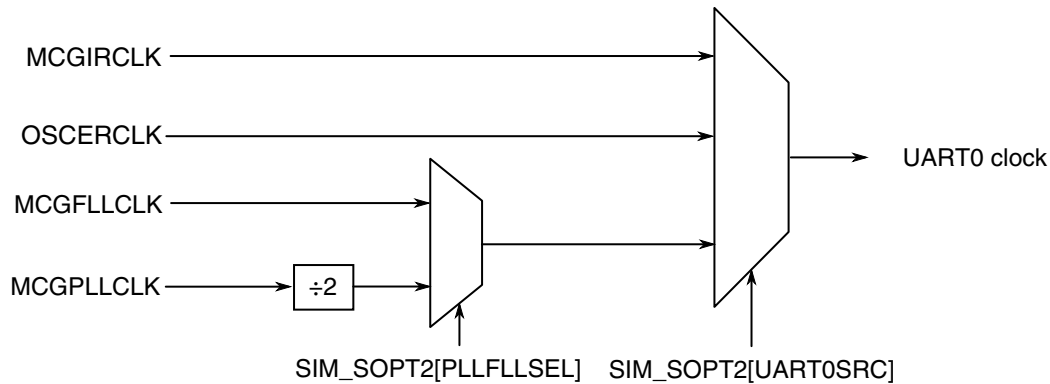 MCGIRCLK
OSCERCLK
UART0 clock
MCGFLLCLK
MCGPLLCLK
÷2
SIM_SOPT2[PLLFLLSEL]
SIM_SOPT2[UART0SRC]